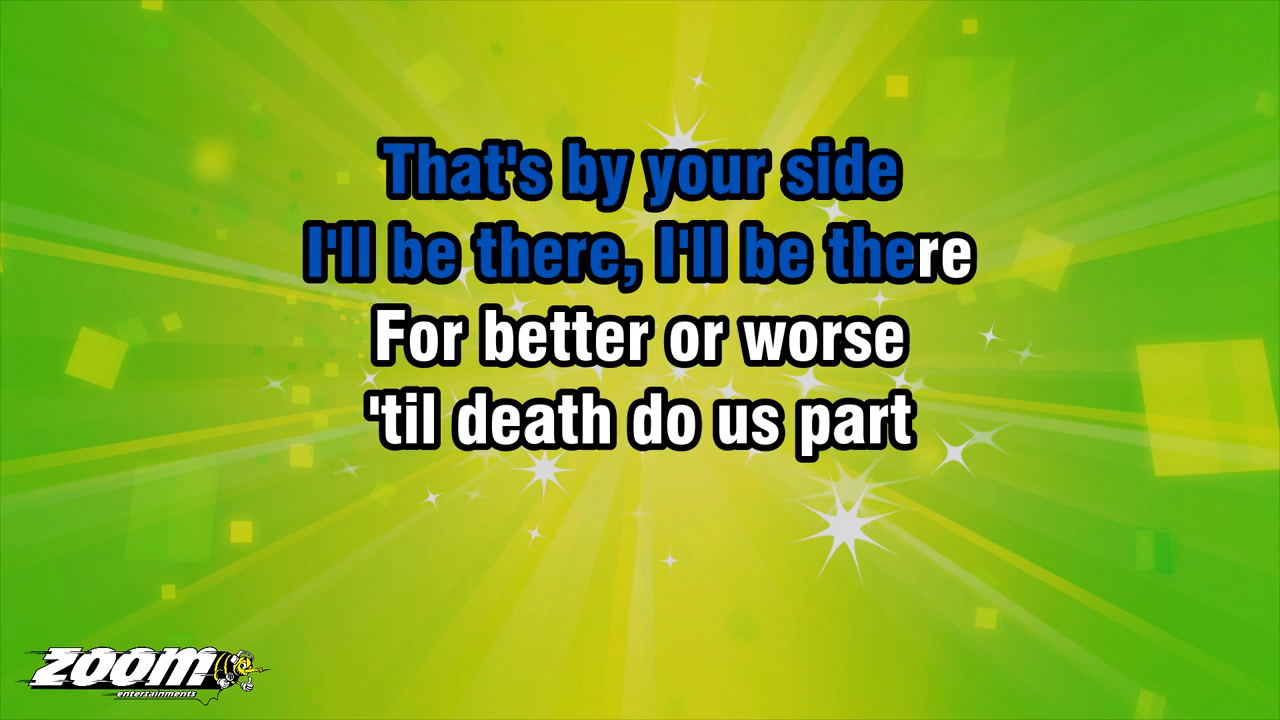 That's by your side
I'll be there, I'll be there
For better or worse
'til death do us part
ZOOM
entertainments